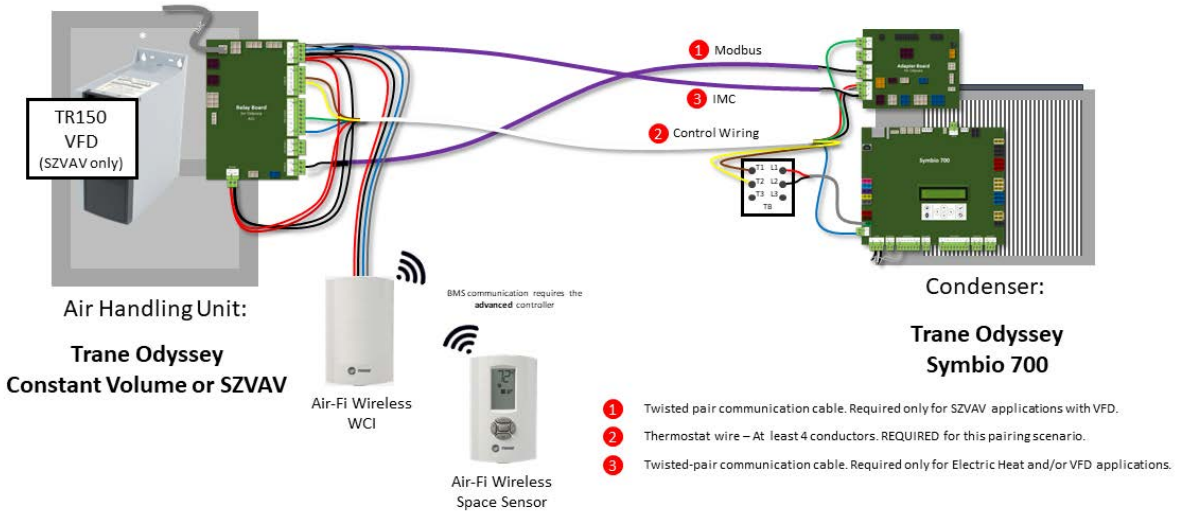 IMC
TR150
VFD
(SZVAV only)
Relay Board
1 Modbus
3 IMC
2 Control Wiring
Adapter Board
Symbio 700
T1 L1
T2 L2
T3 L3
TB
Air Handling Unit:
Trane Odyssey
Constant Volume or SZVAV
BMS communication requires the
advanced controller
TRANE
Air-Fi Wireless
WCI
72
TRANE
Air-Fi Wireless
Space Sensor
Condenser:
Trane Odyssey
Symbio 700
1 Twisted pair communication cable. Required only for SZVAV applications with VFD.
2 Thermostat wire – At least 4 conductors. REQUIRED for this pairing scenario.
3 Twisted-pair communication cable. Required only for Electric Heat and/or VFD applications.